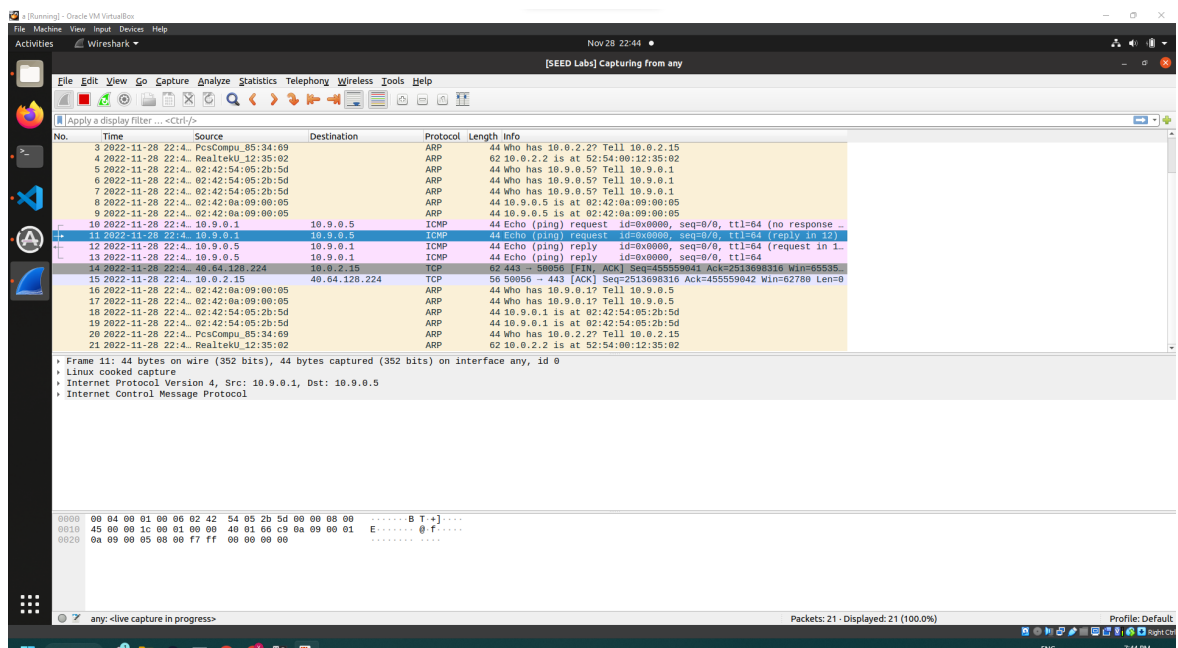 a [Running] - Oracle VM VirtualBox
File Machine View Input Devices Help
Activities Wireshark Nov 28 22:44
[SEED Labs] Capturing from any
File Edit View Go Capture Analyze Statistics Telephony Wireless Tools Help
Apply a display filter ... <Ctrl-/>
No. Time Source Destination Protocol Length Info
3 2022-11-28 22:4… PcsCompu_85:34:69 ARP 44 Who has 10.0.2.2? Tell 10.0.2.15
4 2022-11-28 22:4… RealtekU_12:35:02 ARP 62 10.0.2.2 is at 52:54:00:12:35:02
5 2022-11-28 22:4… 02:42:54:05:2b:5d ARP 44 Who has 10.9.0.5? Tell 10.9.0.1
6 2022-11-28 22:4… 02:42:54:05:2b:5d ARP 44 Who has 10.9.0.5? Tell 10.9.0.1
7 2022-11-28 22:4… 02:42:54:05:2b:5d ARP 44 Who has 10.9.0.5? Tell 10.9.0.1
8 2022-11-28 22:4… 02:42:0a:09:00:05 ARP 44 10.9.0.5 is at 02:42:0a:09:00:05
9 2022-11-28 22:4… 02:42:0a:09:00:05 ARP 44 10.9.0.5 is at 02:42:0a:09:00:05
10 2022-11-28 22:4… 10.9.0.1 10.9.0.5 ICMP 44 Echo (ping) request id=0x0000, seq=0/0, ttl=64 (no response …
11 2022-11-28 22:4… 10.9.0.1 10.9.0.5 ICMP 44 Echo (ping) request id=0x0000, seq=0/0, ttl=64 (reply in 12)
12 2022-11-28 22:4… 10.9.0.5 10.9.0.1 ICMP 44 Echo (ping) reply id=0x0000, seq=0/0, ttl=64 (request in 1…
13 2022-11-28 22:4… 10.9.0.5 10.9.0.1 ICMP 44 Echo (ping) reply id=0x0000, seq=0/0, ttl=64
14 2022-11-28 22:4… 40.64.128.224 10.0.2.15 TCP 62 443 → 50056 [FIN, ACK] Seq=455559041 Ack=2513698316 Win=65535…
15 2022-11-28 22:4… 10.0.2.15 40.64.128.224 TCP 56 50056 → 443 [ACK] Seq=2513698316 Ack=455559042 Win=62780 Len=0
16 2022-11-28 22:4… 02:42:0a:09:00:05 ARP 44 Who has 10.9.0.1? Tell 10.9.0.5
17 2022-11-28 22:4… 02:42:0a:09:00:05 ARP 44 Who has 10.9.0.1? Tell 10.9.0.5
18 2022-11-28 22:4… 02:42:54:05:2b:5d ARP 44 10.9.0.1 is at 02:42:54:05:2b:5d
19 2022-11-28 22:4… 02:42:54:05:2b:5d ARP 44 10.9.0.1 is at 02:42:54:05:2b:5d
20 2022-11-28 22:4… PcsCompu_85:34:69 ARP 44 Who has 10.0.2.2? Tell 10.0.2.15
21 2022-11-28 22:4… RealtekU_12:35:02 ARP 62 10.0.2.2 is at 52:54:00:12:35:02
Frame 11: 44 bytes on wire (352 bits), 44 bytes captured (352 bits) on interface any, id 0
Linux cooked capture
Internet Protocol Version 4, Src: 10.9.0.1, Dst: 10.9.0.5
Internet Control Message Protocol
0000 00 04 00 01 00 06 02 42 54 05 2b 5d 00 00 08 00 ·······B T·+]····
0010 45 00 00 1c 00 01 00 00 40 01 66 c9 0a 09 00 01 E······· @·f·····
0020 0a 09 00 05 08 00 f7 ff 00 00 00 00 ········ ····
any: <live capture in progress> Packets: 21 · Displayed: 21 (100.0%) Profile: Default
Right Ctrl